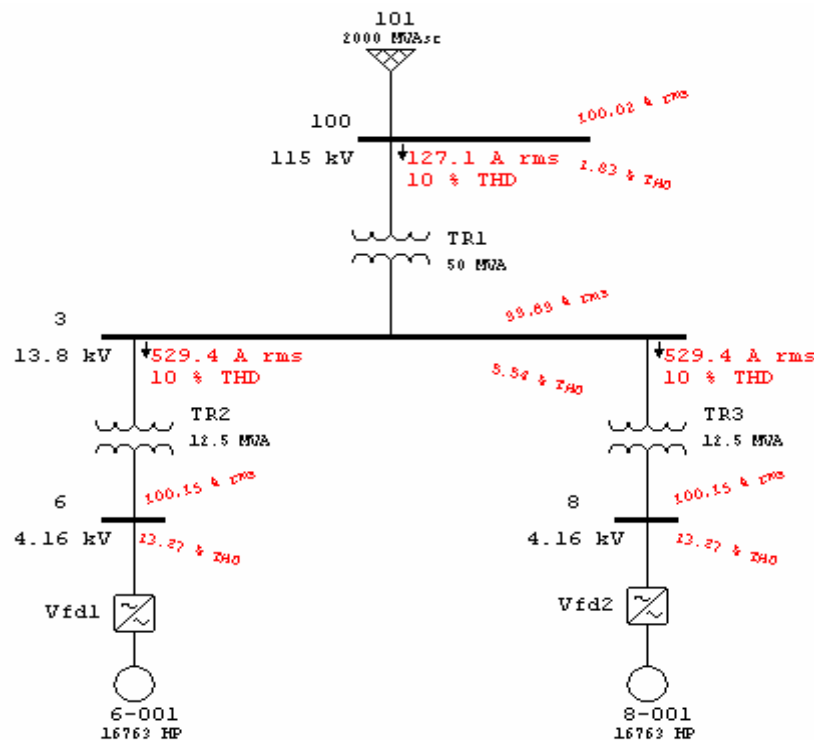 101
2000 MVAsc
100.02 % rms
100
115 kV
127.1 A rms
10 % THD
1.83 % THD
TR1
50 MVA
3
99.69 % rms
13.8 kV
529.4 A rms
10 % THD
5.54 % THD
529.4 A rms
10 % THD
TR2
12.5 MVA
TR3
12.5 MVA
100.15 % rms
100.15 % rms
6
8
4.16 kV
13.27 % THD
4.16 kV
13.27 % THD
Vfd1
Vfd2
6-001
16763 HP
8-001
16763 HP